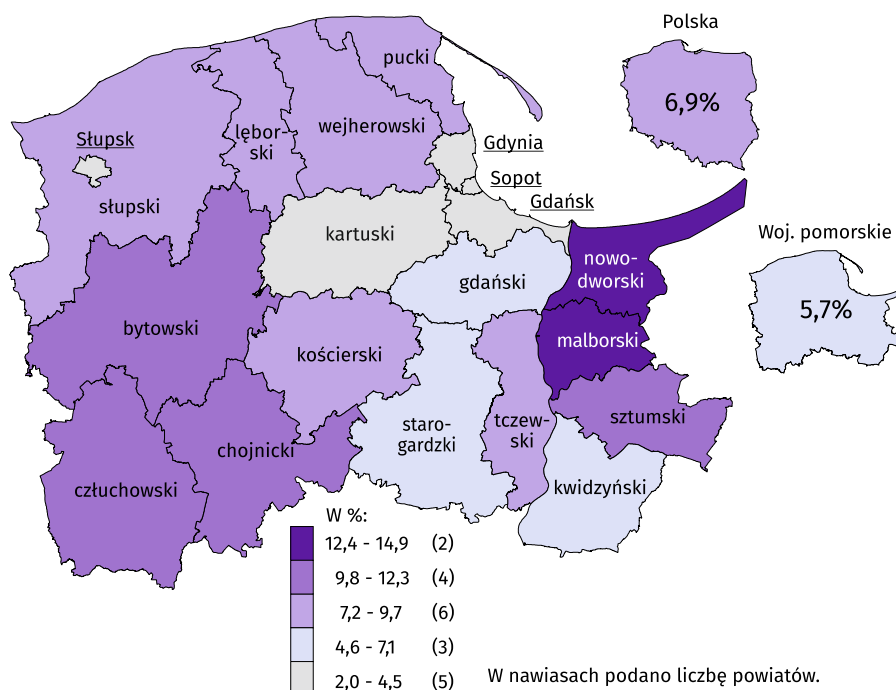 Polska
pucki
6,9%
wejherowski
lębor-
ski
Słupsk
Gdynia
Sopot
Gdańsk
słupski
kartuski
Woj. pomorskie
nowo-
dworski
gdański
5,7%
bytowski
malborski
kościerski
staro-
gardzki
tczew-
ski
sztumski
chojnicki
człuchowski
kwidzyński
W %:
12,4 - 14,9 (2)
9,8 - 12,3 (4)
7,2 - 9,7 (6)
4,6 - 7,1 (3)
2,0 - 4,5 (5)
W nawiasach podano liczbę powiatów.